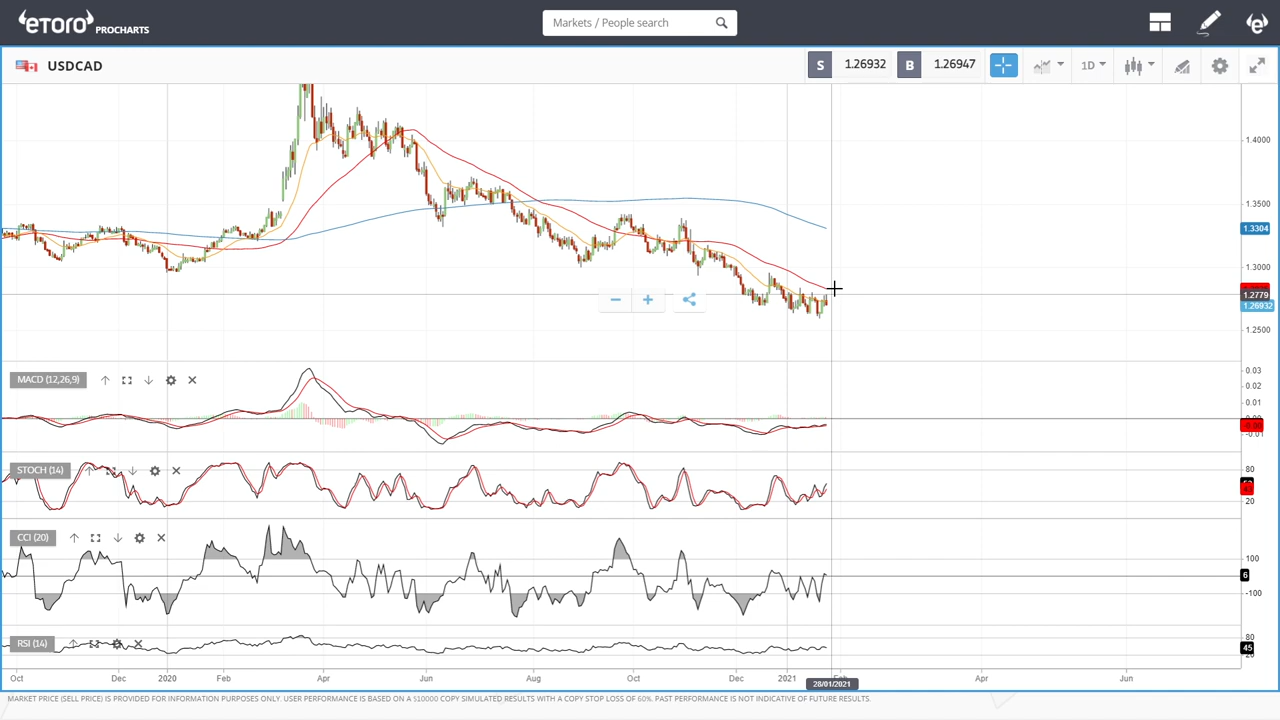 eToro PROCHARTS
Markets / People search
USDCAD
S 1.26932 B 1.26947
1D
1.4000
1.3500
1.3304
1.3000
1.2779
1.26932
1.2500
MACD (12,26,9)
0.03
0.02
0.01
0.00
-0.01
STOCH (14)
80
20
CCI (20)
100
6
-100
RSI (14)
80
45
Oct Dec 2020 Feb Apr Jun Aug Oct Dec 2021 Feb Apr Jun
28/01/2021
MARKET PRICE (SELL PRICE) IS PROVIDED FOR INFORMATION PURPOSES ONLY. USER PERFORMANCE IS BASED ON A $10000 COPY SIMULATED RESULTS WITH A COPY STOP LOSS OF 60%. PAST PERFORMANCE IS NOT INDICATIVE OF FUTURE RESULTS.